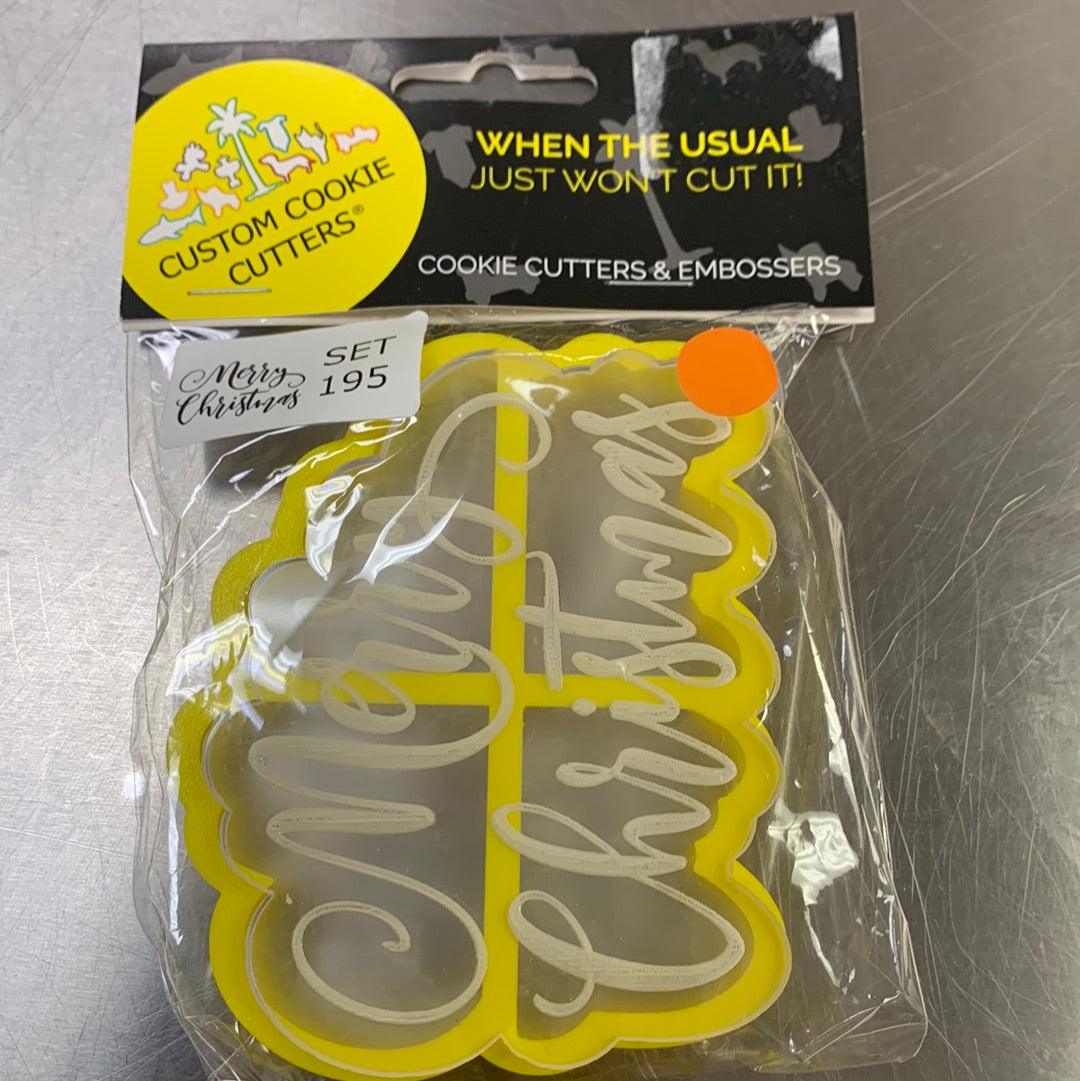 CUSTOM COOKIE
CUTTERS®
WHEN THE USUAL
JUST WON'T CUT IT!
COOKIE CUTTERS & EMBOSSERS
Merry
Christmas
SET
195
Merry
Christmas